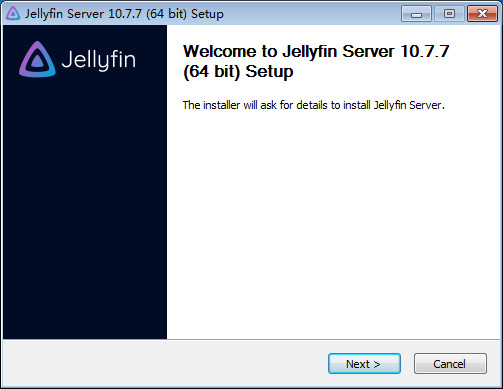 Jellyfin Server 10.7.7 (64 bit) Setup
Jellyfin
Welcome to Jellyfin Server 10.7.7
(64 bit) Setup
The installer will ask for details to install Jellyfin Server.
Next >
Cancel